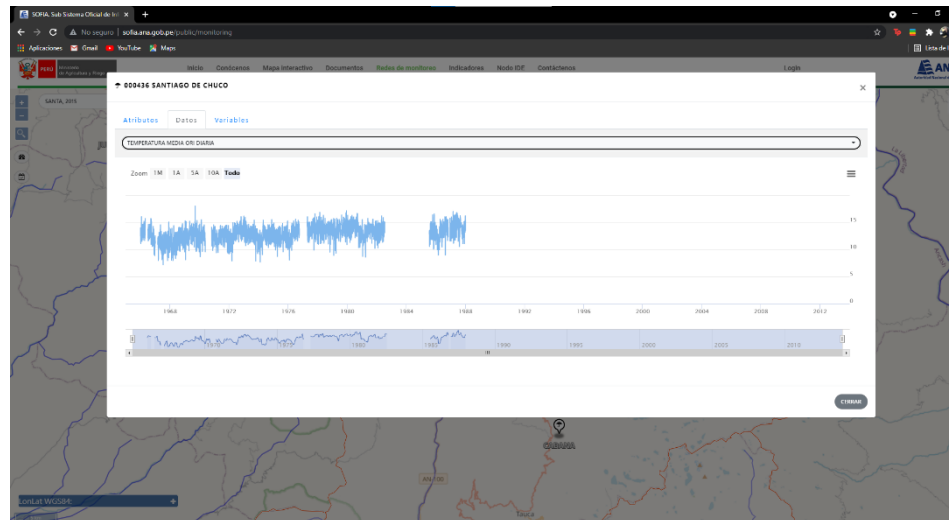 SOFIA. Sub Sistema Oficial de Inf
No seguro | sofia.ana.gob.pe/public/monitoring
Aplicaciones Gmail YouTube Maps Lista de l
PERÚ
Inicio Conócenos Mapa Interactivo Documentos Redes de monitoreo Indicadores Nodo IDE Contáctenos Login AN
000436 SANTIAGO DE CHUCO
SANTA, 2015
Atributos Datos Variables
TEMPERATURA MEDIA ORI DIARIA
Zoom 1M 1A 5A 10A Todo
15
10
5
0
1968 1972 1976 1980 1984 1988 1992 1996 2000 2004 2008 2012
1970 1975 1980 1985 1990 1995 2000 2005 2010
CERRAR
CABANA
LonLat WGS84: